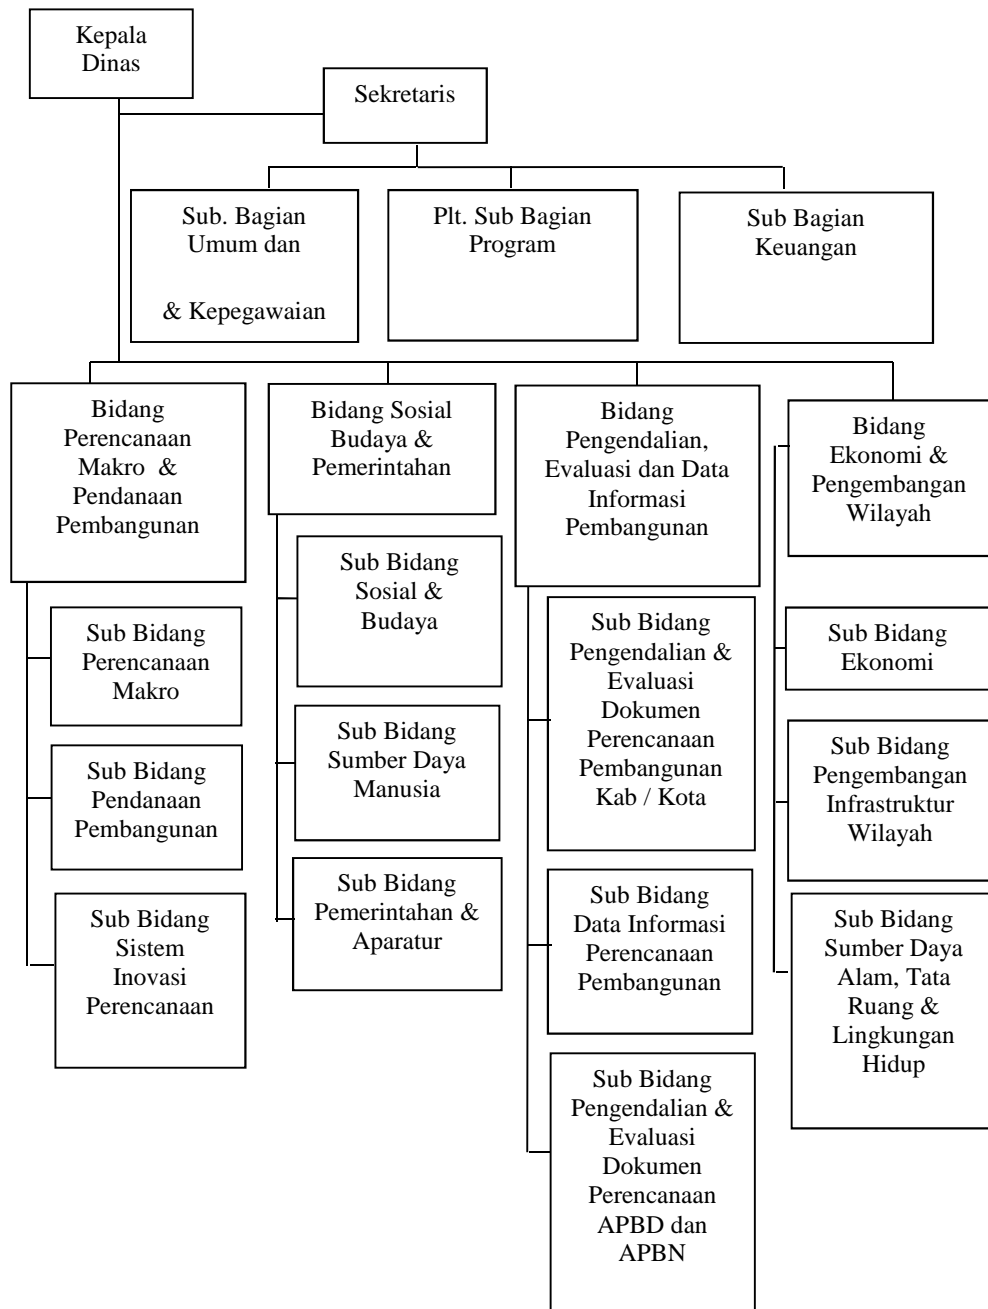 Kepala
Dinas
Sekretaris
Sub. Bagian
Umum dan
& Kepegawaian
Plt. Sub Bagian
Program
Sub Bagian
Keuangan
Bidang
Perencanaan
Makro &
Pendanaan
Pembangunan
Sub Bidang
Perencanaan
Makro
Sub Bidang
Pendanaan
Pembangunan
Sub Bidang
Sistem
Inovasi
Perencanaan
Bidang Sosial
Budaya &
Pemerintahan
Sub Bidang
Sosial &
Budaya
Sub Bidang
Sumber Daya
Manusia
Sub Bidang
Pemerintahan &
Aparatur
Bidang
Pengendalian,
Evaluasi dan Data
Informasi
Pembangunan
Sub Bidang
Pengendalian &
Evaluasi
Dokumen
Perencanaan
Pembangunan
Kab / Kota
Sub Bidang
Data Informasi
Perencanaan
Pembangunan
Sub Bidang
Pengendalian &
Evaluasi
Dokumen
Perencanaan
APBD dan
APBN
Bidang
Ekonomi &
Pengembangan
Wilayah
Sub Bidang
Ekonomi
Sub Bidang
Pengembangan
Infrastruktur
Wilayah
Sub Bidang
Sumber Daya
Alam, Tata
Ruang &
Lingkungan
Hidup